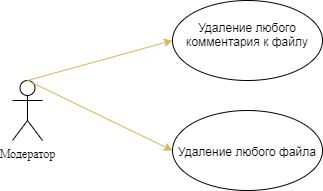 Удаление любого
комментария к файлу
Модератор
Удаление любого файла